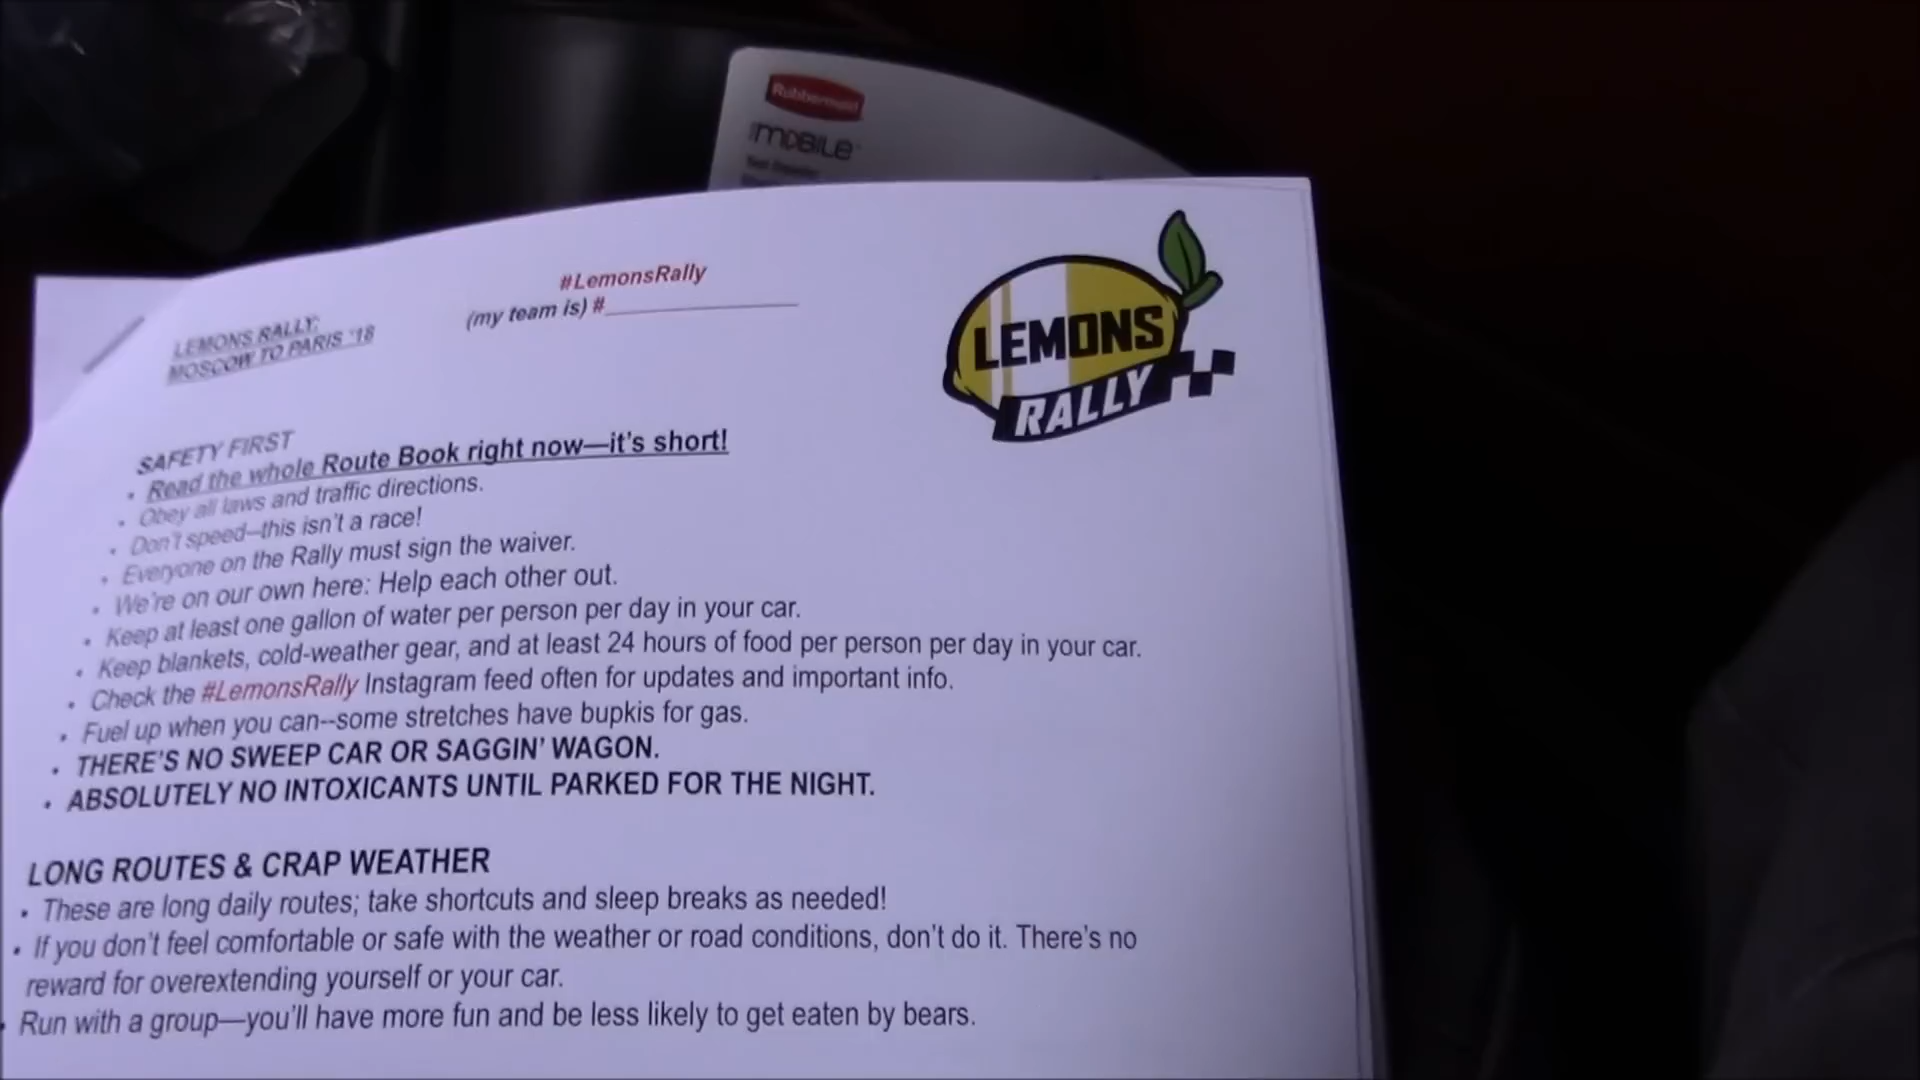 Rubbermaid
MOBILE
#LemonsRally
(my team is) #
LEMONS RALLY:
MOSCOW TO PARIS '18
LEMONS
RALLY
SAFETY FIRST
• Read the whole Route Book right now—it's short!
• Obey all laws and traffic directions.
• Don't speed–this isn't a race!
• Everyone on the Rally must sign the waiver.
• We're on our own here: Help each other out.
• Keep at least one gallon of water per person per day in your car.
• Keep blankets, cold-weather gear, and at least 24 hours of food per person per day in your car.
• Check the #LemonsRally Instagram feed often for updates and important info.
• Fuel up when you can--some stretches have bupkis for gas.
• THERE'S NO SWEEP CAR OR SAGGIN' WAGON.
• ABSOLUTELY NO INTOXICANTS UNTIL PARKED FOR THE NIGHT.
LONG ROUTES & CRAP WEATHER
• These are long daily routes; take shortcuts and sleep breaks as needed!
• If you don't feel comfortable or safe with the weather or road conditions, don't do it. There's no
reward for overextending yourself or your car.
• Run with a group—you'll have more fun and be less likely to get eaten by bears.